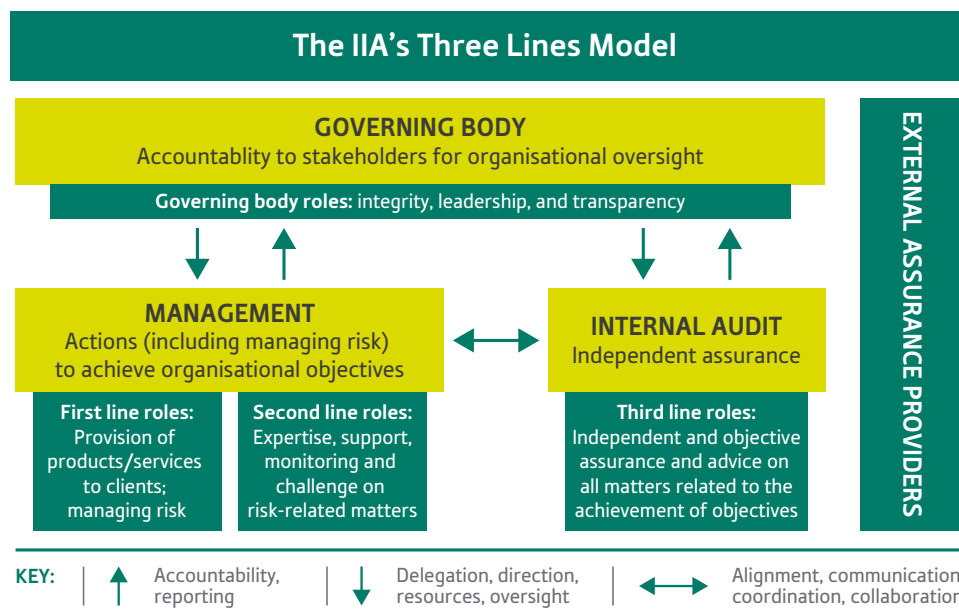 The IIA's Three Lines Model
GOVERNING BODY
Accountablity to stakeholders for organisational oversight
Governing body roles: integrity, leadership, and transparency
MANAGEMENT
Actions (including managing risk)
to achieve organisational objectives
INTERNAL AUDIT
Independent assurance
First line roles:
Provision of
products/services
to clients;
managing risk
Second line roles:
Expertise, support,
monitoring and
challenge on
risk-related matters
Third line roles:
Independent and objective
assurance and advice on
all matters related to the
achievement of objectives
EXTERNAL ASSURANCE PROVIDERS
KEY:
Accountability,
reporting
Delegation, direction,
resources, oversight
Alignment, communication
coordination, collaboration